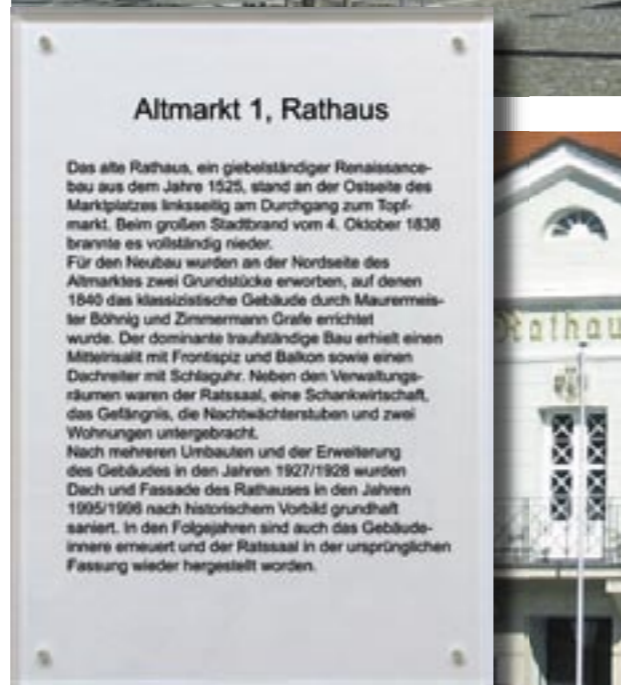 Altmarkt 1, Rathaus
Das alte Rathaus, ein giebelständiger Renaissance-
bau aus dem Jahre 1525, stand an der Ostseite des
Marktplatzes linksseitig am Durchgang zum Topf-
markt. Beim großen Stadtbrand vom 4. Oktober 1838
brannte es vollständig nieder.
Für den Neubau wurden an der Nordseite des
Altmarktes zwei Grundstücke erworben, auf denen
1840 das klassizistische Gebäude durch Maurermeis-
ter Böhnig und Zimmermann Grafe errichtet
wurde. Der dominante traufständige Bau erhielt einen
Mittelrisalit mit Frontispiz und Balkon sowie einen
Dachreiter mit Schlaguhr. Neben den Verwaltungs-
räumen waren der Ratssaal, eine Schankwirtschaft,
das Gefängnis, die Nachtwächterstuben und zwei
Wohnungen untergebracht.
Nach mehreren Umbauten und der Erweiterung
des Gebäudes in den Jahren 1927/1928 wurden
Dach und Fassade des Rathauses in den Jahren
1995/1996 nach historischem Vorbild grundhaft
saniert. In den Folgejahren sind auch das Gebäude-
innere erneuert und der Ratssaal in der ursprünglichen
Fassung wieder hergestellt worden.
Rathau